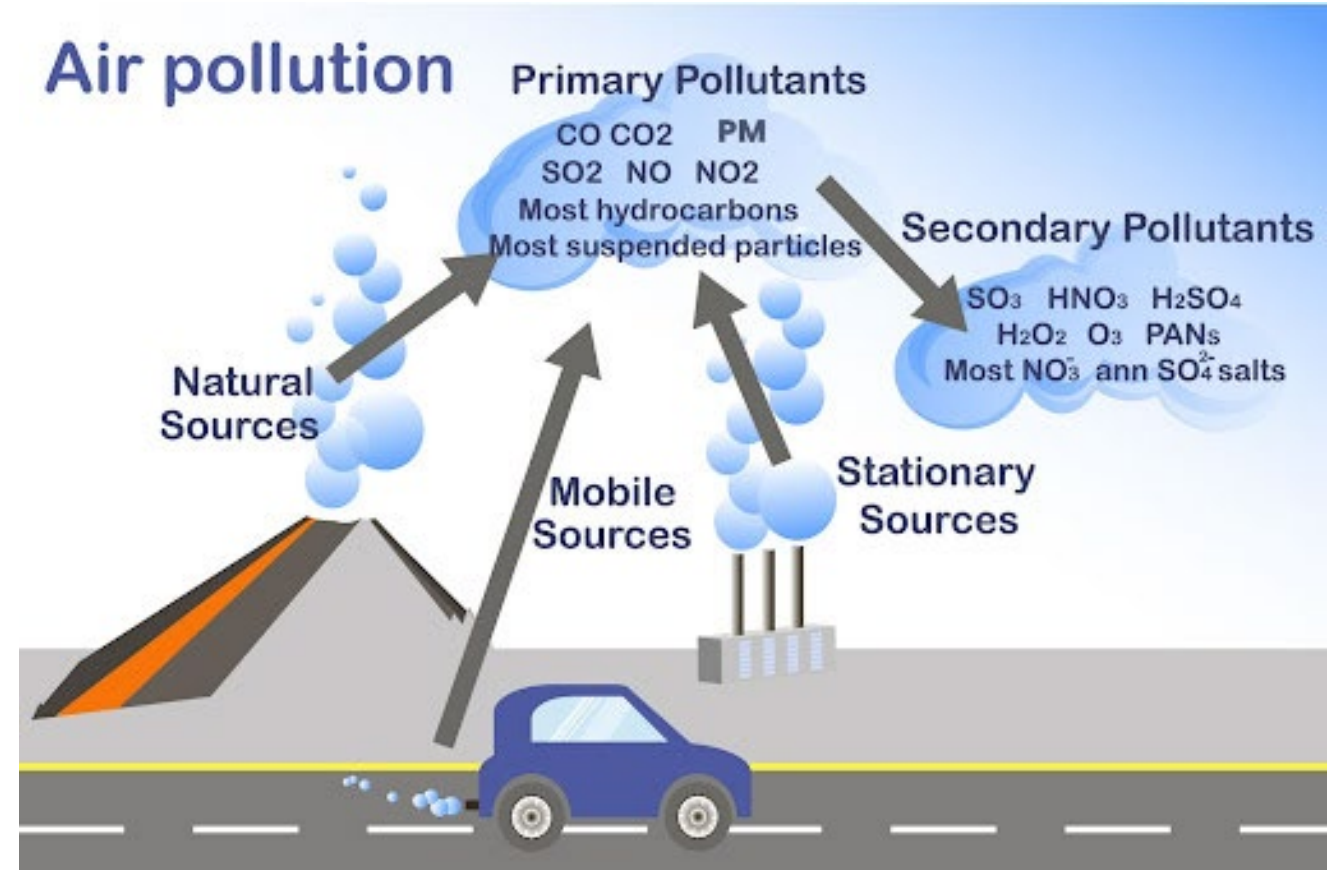 Air pollution
Primary Pollutants
CO CO2 PM
SO2 NO NO2
Most hydrocarbons
Most suspended particles
Secondary Pollutants
SO₃ HNO₃ H₂SO₄
H₂O₂ O₃ PANs
Most NO₃⁻ ann SO₄²⁻ salts
Natural
Sources
Mobile
Sources
Stationary
Sources